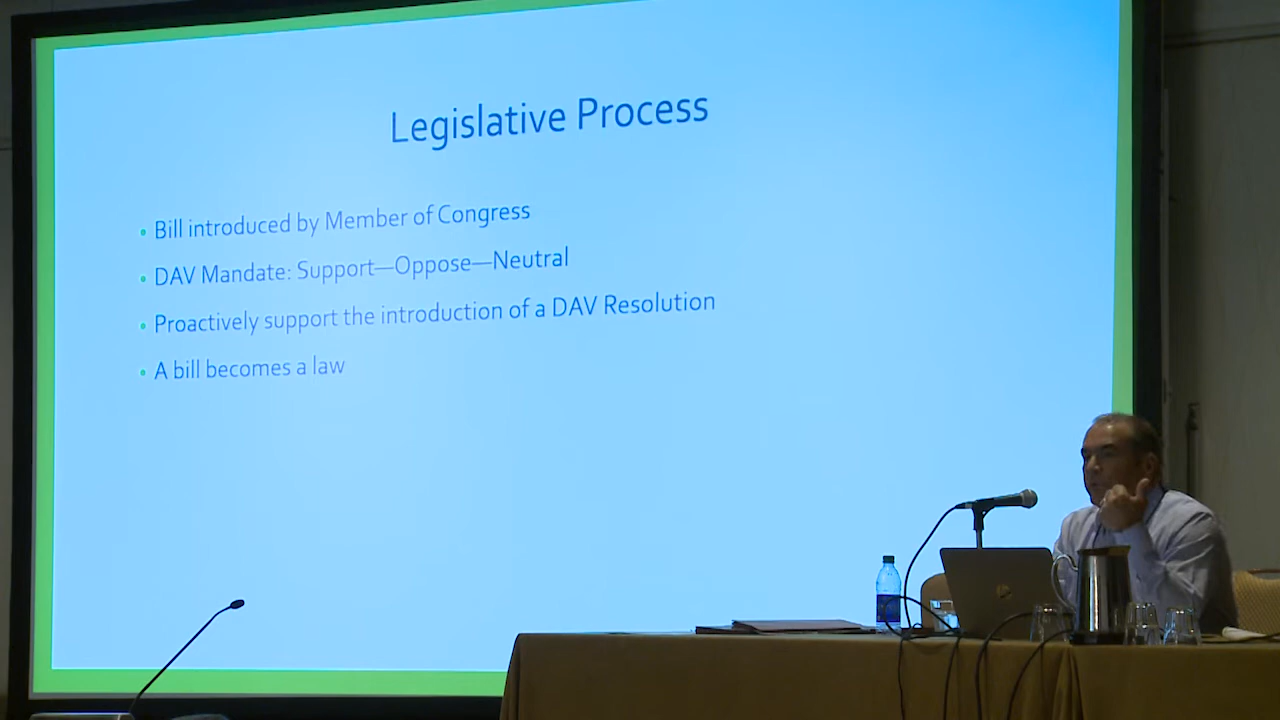 Legislative Process
• Bill introduced by Member of Congress
• DAV Mandate: Support—Oppose—Neutral
• Proactively support the introduction of a DAV Resolution
• A bill becomes a law